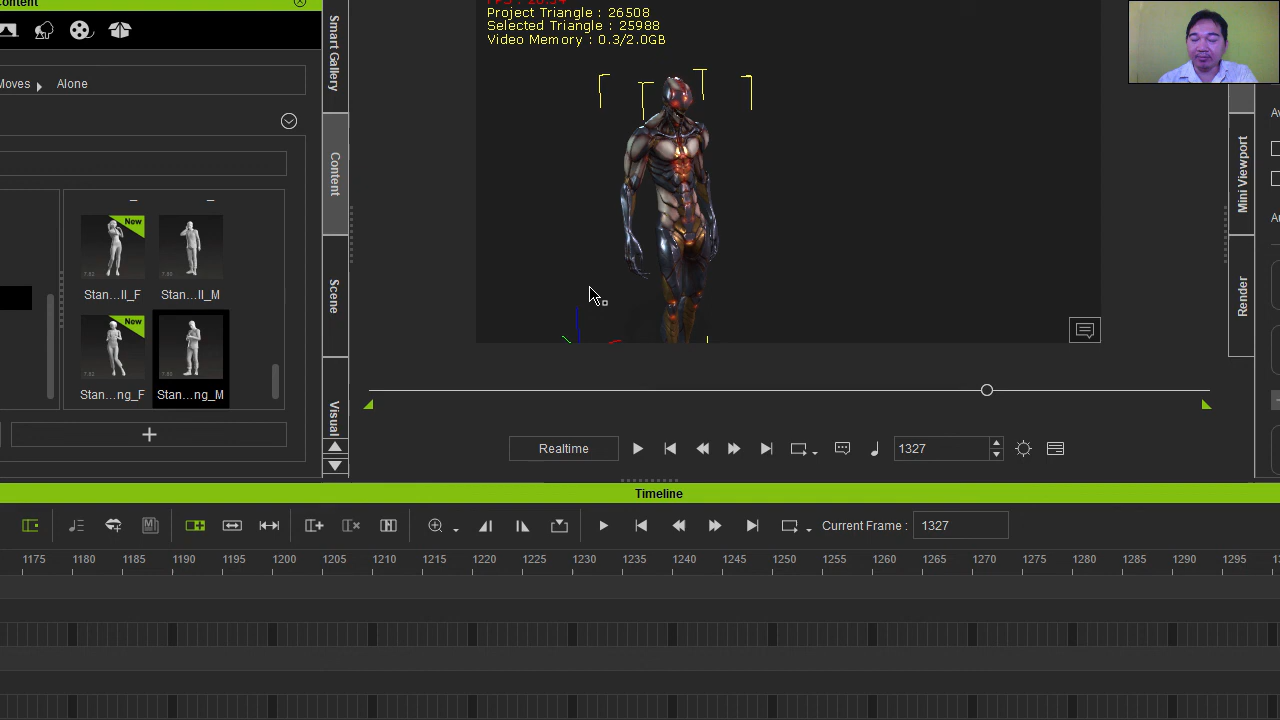 Content
Project Triangle : 26508
Selected Triangle : 25988
Video Memory : 0.3/2.0GB
Smart Gallery
Content
Scene
Visual
Moves
Alone
New
Stan...ll_F
Stan...ll_M
New
Stan...ng_F
Stan...ng_M
Mini Viewport
Render
Realtime
1327
Timeline
Current Frame :
1327
1175 1180 1185 1190 1195 1200 1205 1210 1215 1220 1225 1230 1235 1240 1245 1250 1255 1260 1265 1270 1275 1280 1285 1290 1295